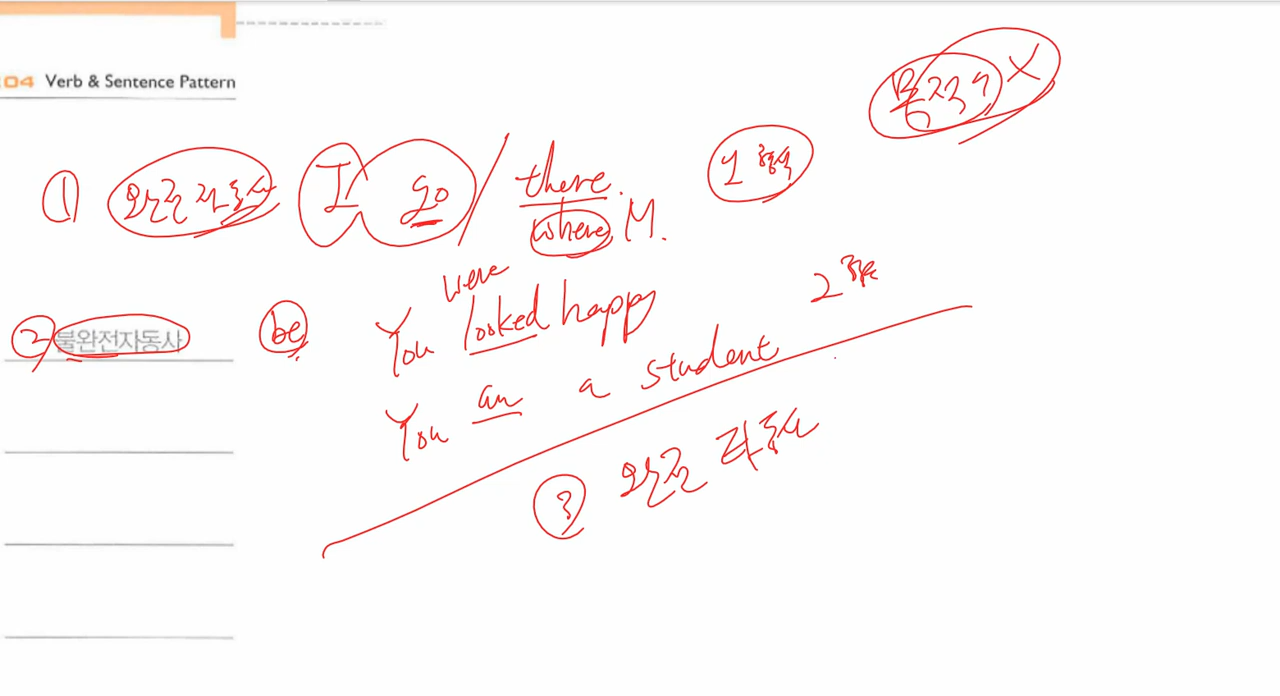 04 Verb & Sentence Pattern
목적어 X
① 완전자동사 I go / there. 1형식
where M.
were
② 불완전자동사 be You looked happy 2형식
You are a student
③ 완전 타동사